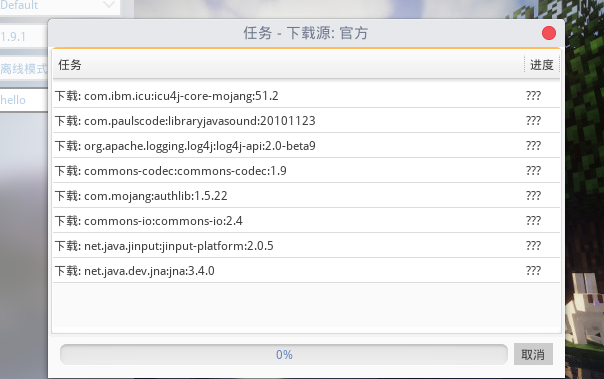 Default
任务 - 下载源: 官方
1.9.1
任务 进度
离线模式
下载: com.ibm.icu:icu4j-core-mojang:51.2 ???
hello
下载: com.paulscode:libraryjavasound:20101123 ???
下载: org.apache.logging.log4j:log4j-api:2.0-beta9 ???
下载: commons-codec:commons-codec:1.9 ???
下载: com.mojang:authlib:1.5.22 ???
下载: commons-io:commons-io:2.4 ???
下载: net.java.jinput:jinput-platform:2.0.5 ???
下载: net.java.dev.jna:jna:3.4.0 ???
0% 取消